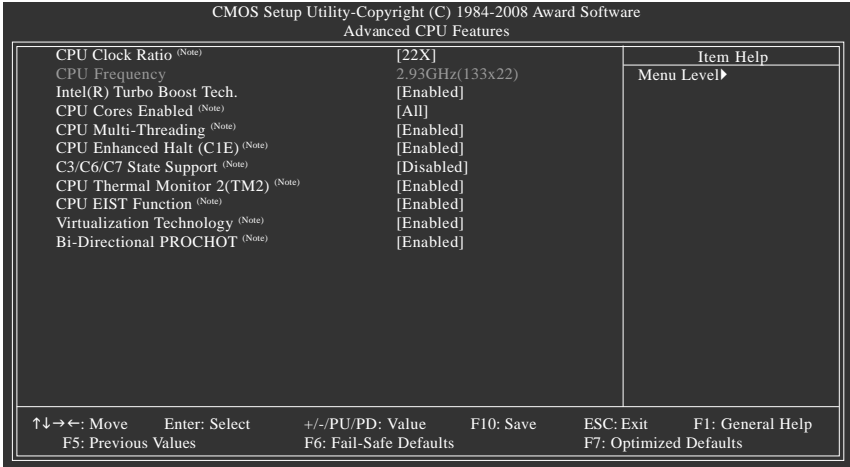 CMOS Setup Utility-Copyright (C) 1984-2008 Award Software
Advanced CPU Features
CPU Clock Ratio (Note) [22X]
CPU Frequency 2.93GHz(133x22)
Intel(R) Turbo Boost Tech. [Enabled]
CPU Cores Enabled (Note) [All]
CPU Multi-Threading (Note) [Enabled]
CPU Enhanced Halt (C1E) (Note) [Enabled]
C3/C6/C7 State Support (Note) [Disabled]
CPU Thermal Monitor 2(TM2) (Note) [Enabled]
CPU EIST Function (Note) [Enabled]
Virtualization Technology (Note) [Enabled]
Bi-Directional PROCHOT (Note) [Enabled]
Item Help
Menu Level▶
↑↓→←: Move Enter: Select +/-/PU/PD: Value F10: Save ESC: Exit F1: General Help
F5: Previous Values F6: Fail-Safe Defaults F7: Optimized Defaults